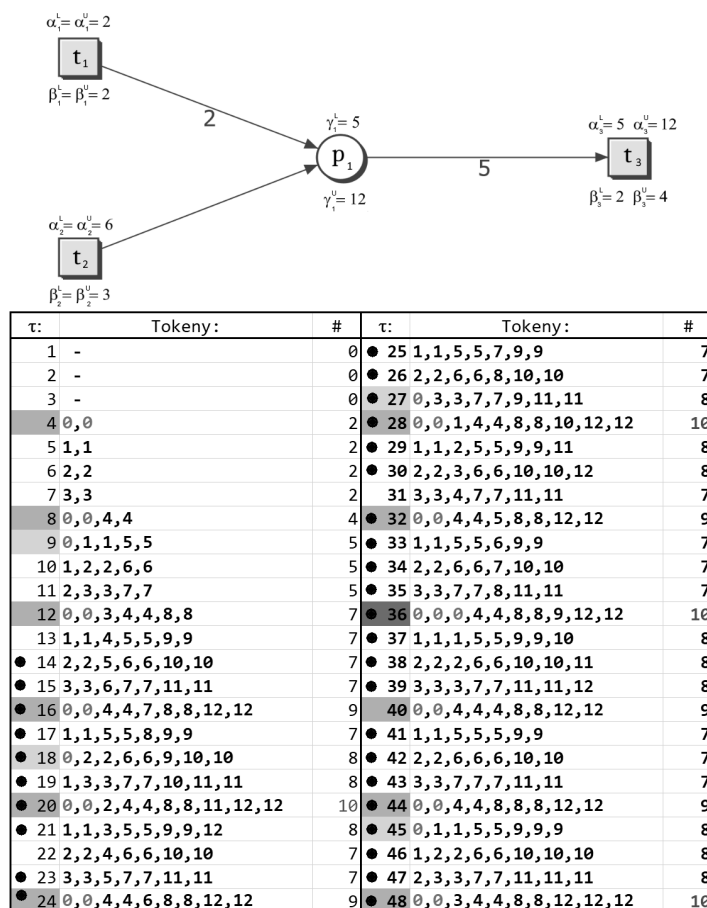 α₁ᴸ= α₁ᵁ= 2
t₁
β₁ᴸ= β₁ᵁ= 2
2
γ₁ᴸ= 5
p₁
γ₁ᵁ= 12
5
α₃ᴸ= 5 α₃ᵁ= 12
t₃
β₃ᴸ= 2 β₃ᵁ= 4
α₂ᴸ= α₂ᵁ= 6
t₂
β₂ᴸ= β₂ᵁ= 3
τ: Tokeny: # τ: Tokeny: #
1 - 0 ● 25 1,1,5,5,7,9,9 7
2 - 0 ● 26 2,2,6,6,8,10,10 7
3 - 0 ● 27 0,3,3,7,7,9,11,11 8
4 0,0 2 ● 28 0,0,1,4,4,8,8,10,12,12 10
5 1,1 2 ● 29 1,1,2,5,5,9,9,11 8
6 2,2 2 ● 30 2,2,3,6,6,10,10,12 8
7 3,3 2 31 3,3,4,7,7,11,11 7
8 0,0,4,4 4 ● 32 0,0,4,4,5,8,8,12,12 9
9 0,1,1,5,5 5 ● 33 1,1,5,5,6,9,9 7
10 1,2,2,6,6 5 ● 34 2,2,6,6,7,10,10 7
11 2,3,3,7,7 5 ● 35 3,3,7,7,8,11,11 7
12 0,0,3,4,4,8,8 7 ● 36 0,0,0,4,4,8,8,9,12,12 10
13 1,1,4,5,5,9,9 7 ● 37 1,1,1,5,5,9,9,10 8
● 14 2,2,5,6,6,10,10 7 ● 38 2,2,2,6,6,10,10,11 8
● 15 3,3,6,7,7,11,11 7 ● 39 3,3,3,7,7,11,11,12 8
● 16 0,0,4,4,7,8,8,12,12 9 40 0,0,4,4,4,8,8,12,12 9
● 17 1,1,5,5,8,9,9 7 ● 41 1,1,5,5,5,9,9 7
● 18 0,2,2,6,6,9,10,10 8 ● 42 2,2,6,6,6,10,10 7
● 19 1,3,3,7,7,10,11,11 8 ● 43 3,3,7,7,7,11,11 7
● 20 0,0,2,4,4,8,8,11,12,12 10 ● 44 0,0,4,4,8,8,8,12,12 9
● 21 1,1,3,5,5,9,9,12 8 ● 45 0,1,1,5,5,9,9,9 8
22 2,2,4,6,6,10,10 7 ● 46 1,2,2,6,6,10,10,10 8
● 23 3,3,5,7,7,11,11 7 ● 47 2,3,3,7,7,11,11,11 8
● 24 0,0,4,4,6,8,8,12,12 9 ● 48 0,0,3,4,4,8,8,12,12,12 10